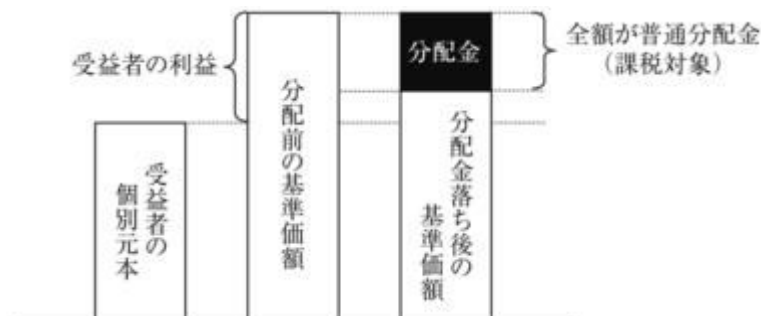 受益者の利益
受益者の
個別元本
分配前の基準価額
分配金
分配金落ち後の
基準価額
全額が普通分配金
（課税対象）